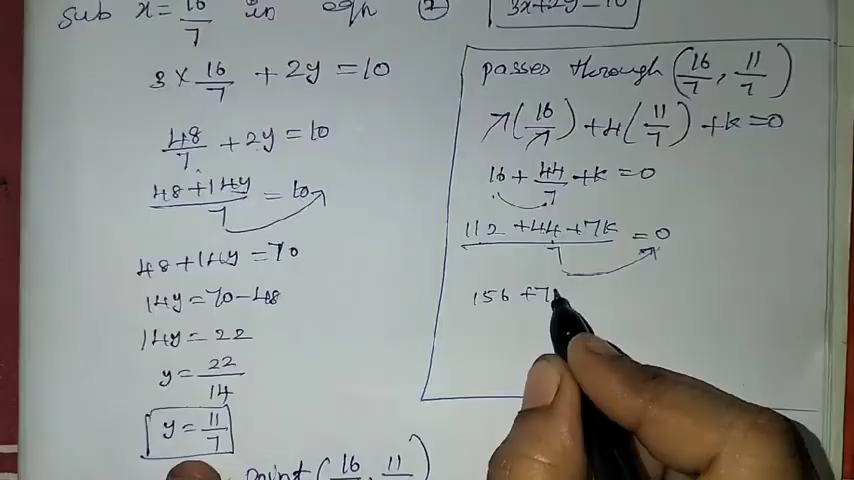 Sub x = 16/7 in eqn ②
3x+2y=10
3 × 16/7 + 2y = 10
48/7 + 2y = 10
48+14y/7 = 10
48+14y = 70
14y = 70-48
14y = 22
y = 22/14
y = 11/7
point (16/7, 11/7)
passes through (16/7, 11/7)
7(16/7) + 4(11/7) + k = 0
16 + 44/7 + k = 0
112 + 44 + 7k/7 = 0
156 + 7